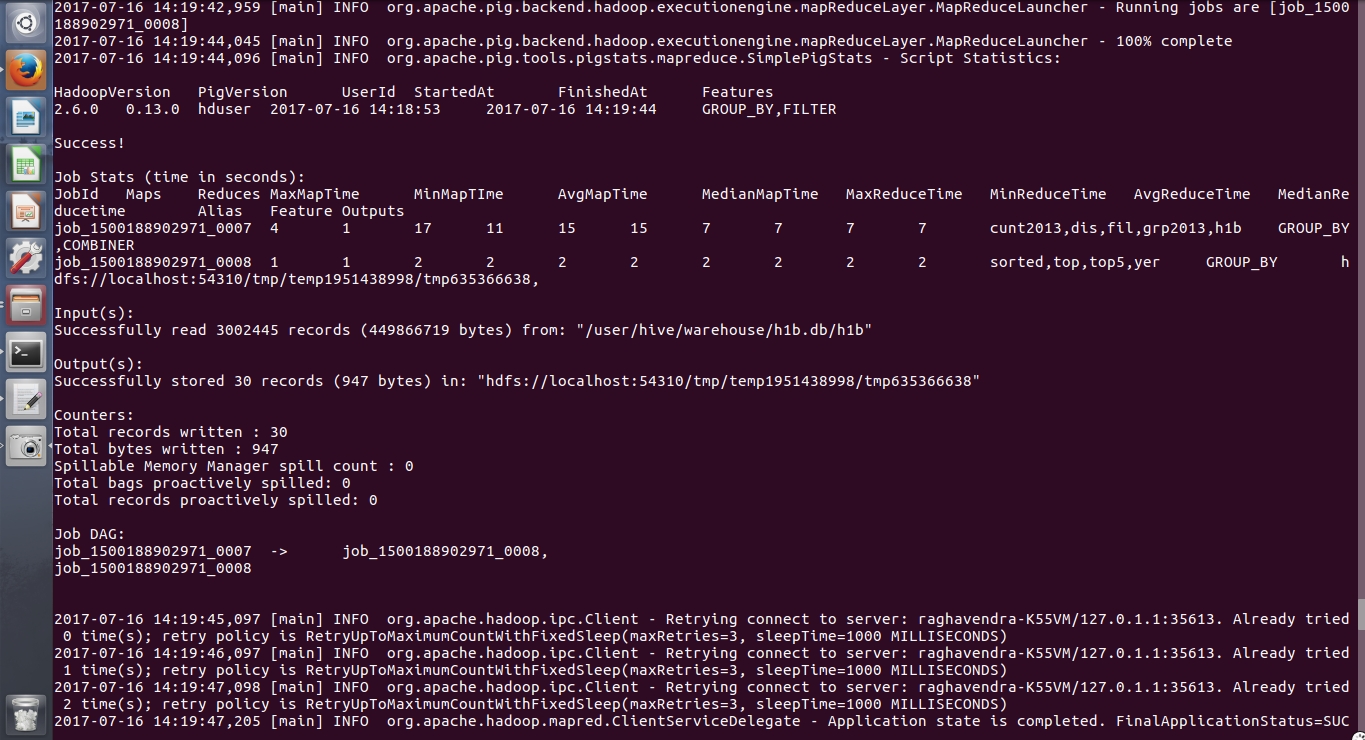 2017-07-16 14:19:42,959 [main] INFO  org.apache.pig.backend.hadoop.executionengine.mapReduceLayer.MapReduceLauncher - Running jobs are [job_1500
188902971_0008]
2017-07-16 14:19:44,045 [main] INFO  org.apache.pig.backend.hadoop.executionengine.mapReduceLayer.MapReduceLauncher - 100% complete
2017-07-16 14:19:44,096 [main] INFO  org.apache.pig.tools.pigstats.mapreduce.SimplePigStats - Script Statistics:
HadoopVersion   PigVersion      UserId  StartedAt       FinishedAt      Features
2.6.0   0.13.0  hduser  2017-07-16 14:18:53     2017-07-16 14:19:44     GROUP_BY,FILTER
Success!
Job Stats (time in seconds):
JobId   Maps    Reduces MaxMapTime      MinMapTIme      AvgMapTime      MedianMapTime   MaxReduceTime   MinReduceTime   AvgReduceTime   MedianRe
ducetime        Alias   Feature Outputs
job_1500188902971_0007  4       1       17      11      15      15      7       7       7       7       cunt2013,dis,fil,grp2013,h1b    GROUP_BY
,COMBINER
job_1500188902971_0008  1       1       2       2       2       2       2       2       2       2       sorted,top,top5,yer     GROUP_BY       h
dfs://localhost:54310/tmp/temp1951438998/tmp635366638,
Input(s):
Successfully read 3002445 records (449866719 bytes) from: "/user/hive/warehouse/h1b.db/h1b"
Output(s):
Successfully stored 30 records (947 bytes) in: "hdfs://localhost:54310/tmp/temp1951438998/tmp635366638"
Counters:
Total records written : 30
Total bytes written : 947
Spillable Memory Manager spill count : 0
Total bags proactively spilled: 0
Total records proactively spilled: 0
Job DAG:
job_1500188902971_0007  ->      job_1500188902971_0008,
job_1500188902971_0008
2017-07-16 14:19:45,097 [main] INFO  org.apache.hadoop.ipc.Client - Retrying connect to server: raghavendra-K55VM/127.0.1.1:35613. Already tried
 0 time(s); retry policy is RetryUpToMaximumCountWithFixedSleep(maxRetries=3, sleepTime=1000 MILLISECONDS)
2017-07-16 14:19:46,097 [main] INFO  org.apache.hadoop.ipc.Client - Retrying connect to server: raghavendra-K55VM/127.0.1.1:35613. Already tried
 1 time(s); retry policy is RetryUpToMaximumCountWithFixedSleep(maxRetries=3, sleepTime=1000 MILLISECONDS)
2017-07-16 14:19:47,098 [main] INFO  org.apache.hadoop.ipc.Client - Retrying connect to server: raghavendra-K55VM/127.0.1.1:35613. Already tried
 2 time(s); retry policy is RetryUpToMaximumCountWithFixedSleep(maxRetries=3, sleepTime=1000 MILLISECONDS)
2017-07-16 14:19:47,205 [main] INFO  org.apache.hadoop.mapred.ClientServiceDelegate - Application state is completed. FinalApplicationStatus=SUC